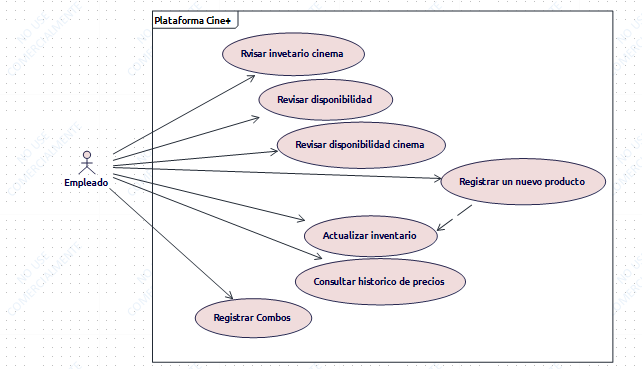 Plataforma Cine+
Rvisar invetario cinema
Revisar disponibilidad
Revisar disponibilidad cinema
Empleado
Registrar un nuevo producto
Actualizar inventario
Consultar historico de precios
Registrar Combos